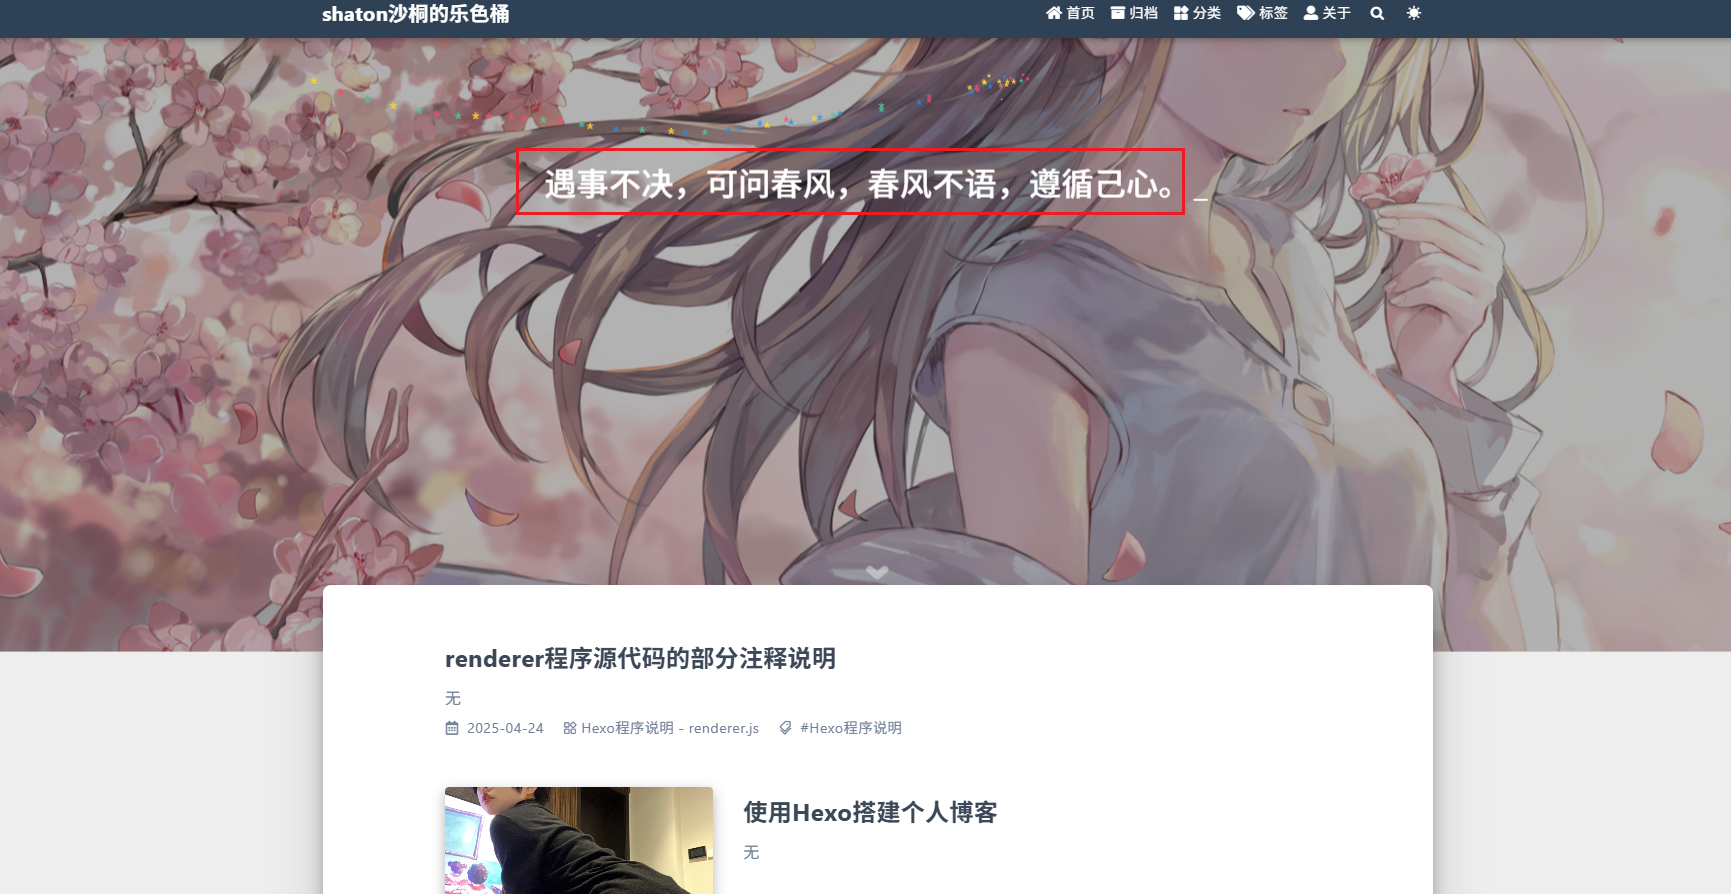 shaton沙桐的乐色桶
首页 归档 分类 标签 关于
遇事不决，可问春风，春风不语，遵循己心。_
renderer程序源代码的部分注释说明
无
2025-04-24 Hexo程序说明 - renderer.js #Hexo程序说明
使用Hexo搭建个人博客
无